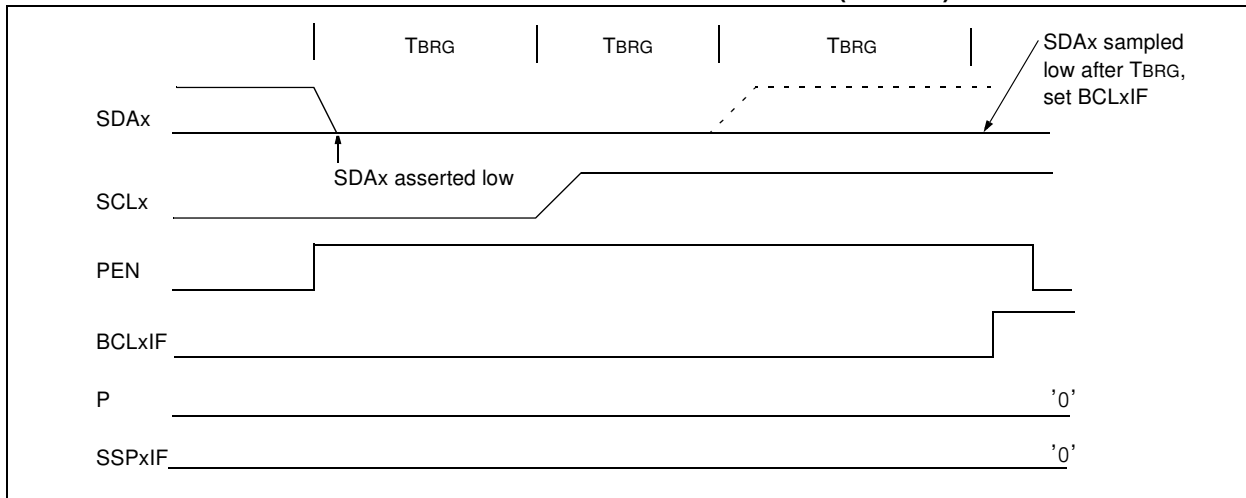 TBRG TBRG TBRG
SDAx sampled
low after TBRG,
set BCLxIF
SDAx
SDAx asserted low
SCLx
PEN
BCLxIF
P '0'
SSPxIF '0'